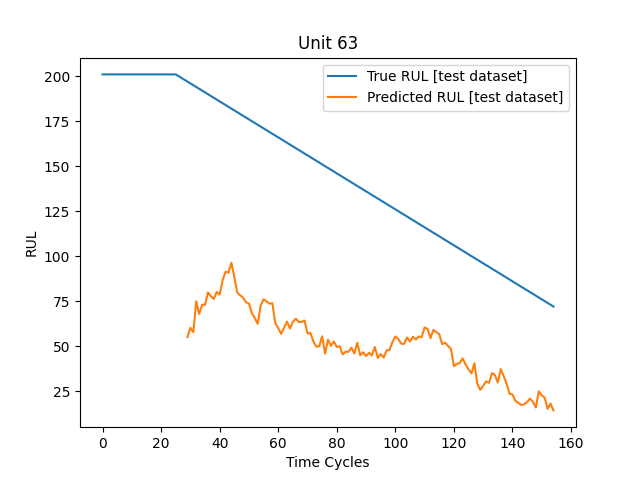 Unit 63
True RUL [test dataset]
Predicted RUL [test dataset]
200
175
150
125
100
75
50
25
RUL
0 20 40 60 80 100 120 140 160
Time Cycles